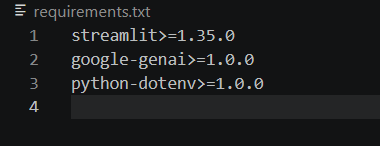 requirements.txt
1 streamlit>=1.35.0
2 google-genai>=1.0.0
3 python-dotenv>=1.0.0
4